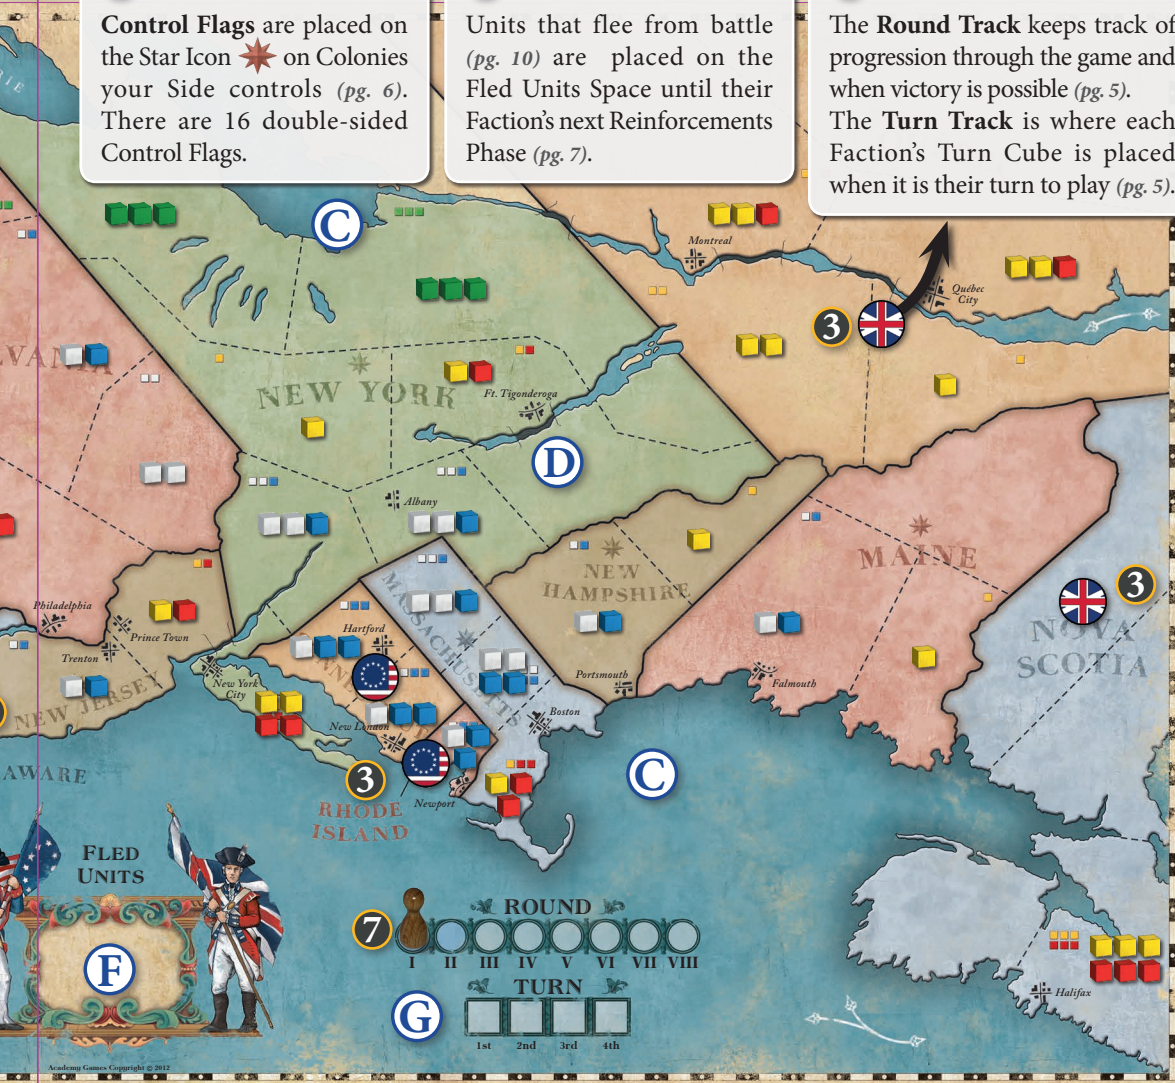 Control Flags are placed on
the Star Icon on Colonies
your Side controls (pg. 6).
There are 16 double-sided
Control Flags.
Units that flee from battle
(pg. 10) are placed on the
Fled Units Space until their
Faction's next Reinforcements
Phase (pg. 7).
The Round Track keeps track of
progression through the game and
when victory is possible (pg. 5).
The Turn Track is where each
Faction's Turn Cube is placed
when it is their turn to play (pg. 5).
RIE
C
Montreal
Québec
City
3
VANIA
NEW YORK
Ft. Tigonderoga
D
Albany
MAINE
NEW
HAMPSHIRE
MASSACHUSETTS
3
NOVA
SCOTIA
Philadelphia
Prince Town
Trenton
NEW JERSEY
Hartford
New York
City
New London
Portsmouth
Falmouth
Boston
C
AWARE
3
Newport
RHODE
ISLAND
FLED
UNITS
F
7
ROUND
I II III IV V VI VII VIII
TURN
G
1st 2nd 3rd 4th
Halifax
Academy Games Copyright © 2012